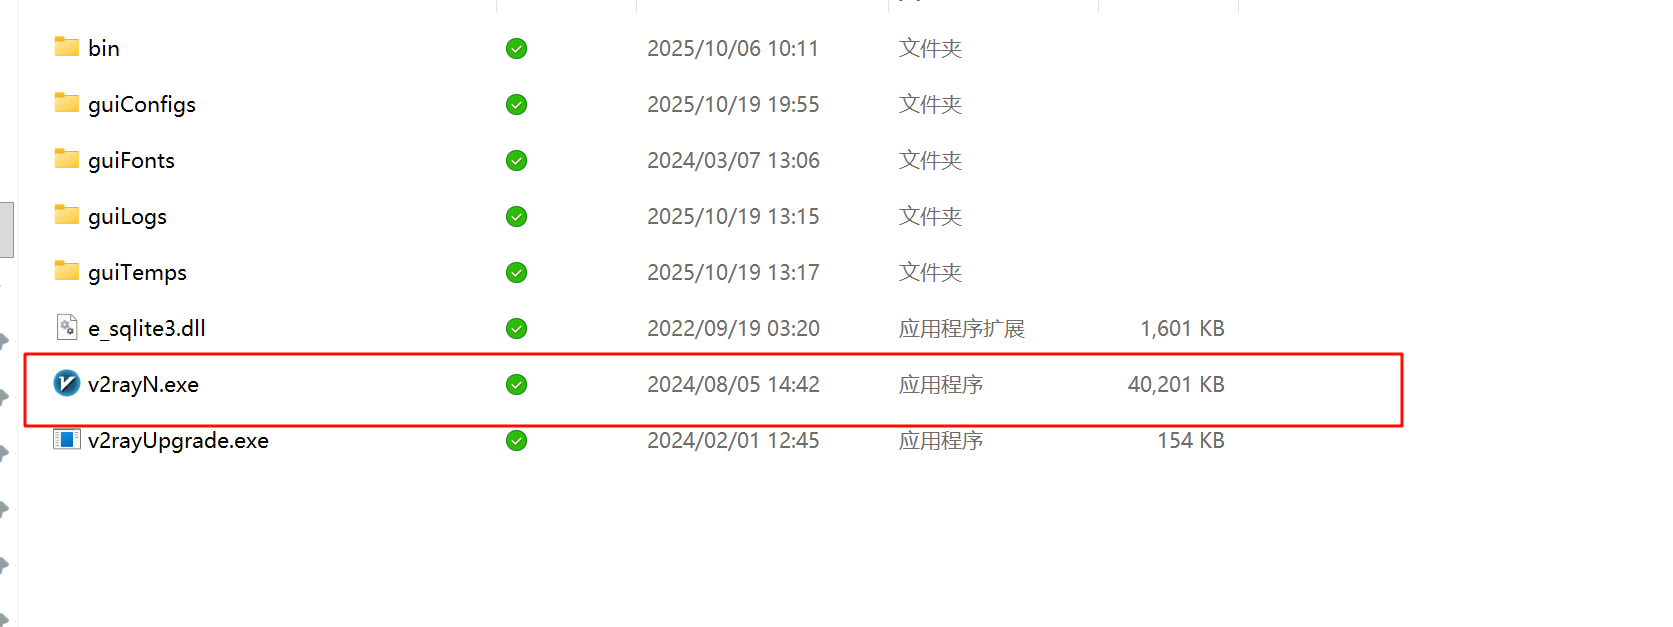 bin 2025/10/06 10:11 文件夹
guiConfigs 2025/10/19 19:55 文件夹
guiFonts 2024/03/07 13:06 文件夹
guiLogs 2025/10/19 13:15 文件夹
guiTemps 2025/10/19 13:17 文件夹
e_sqlite3.dll 2022/09/19 03:20 应用程序扩展 1,601 KB
v2rayN.exe 2024/08/05 14:42 应用程序 40,201 KB
v2rayUpgrade.exe 2024/02/01 12:45 应用程序 154 KB